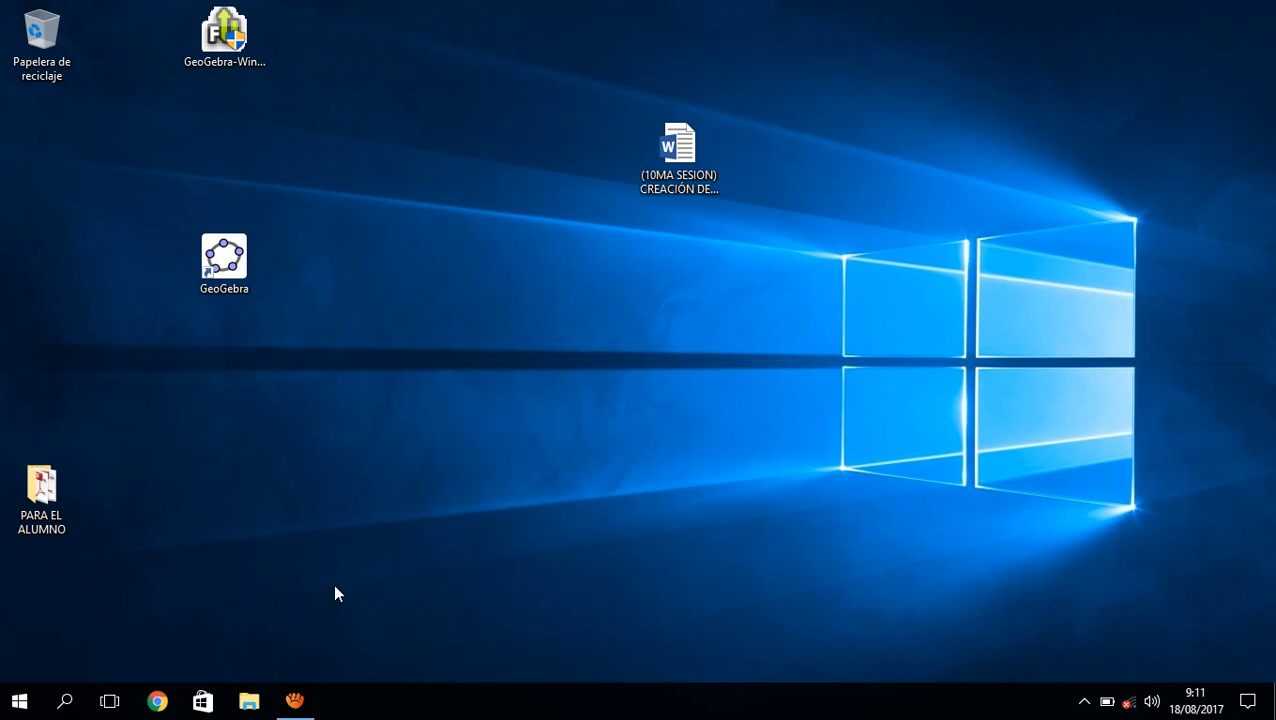 Papelera de
reciclaje
GeoGebra-Win...
W
(10MA SESION)
CREACIÓN DE...
GeoGebra
PARA EL
ALUMNO
9:11
18/08/2017